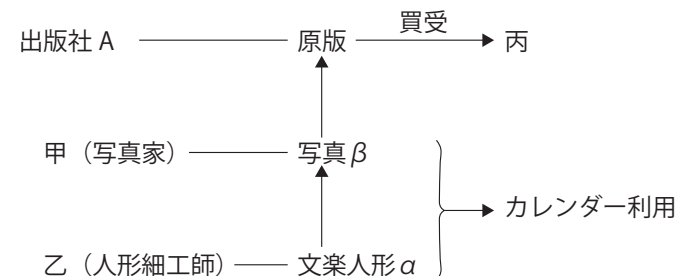 買受
出版社 A 原版 丙
甲（写真家） 写真β
カレンダー利用
乙（人形細工師） 文楽人形α